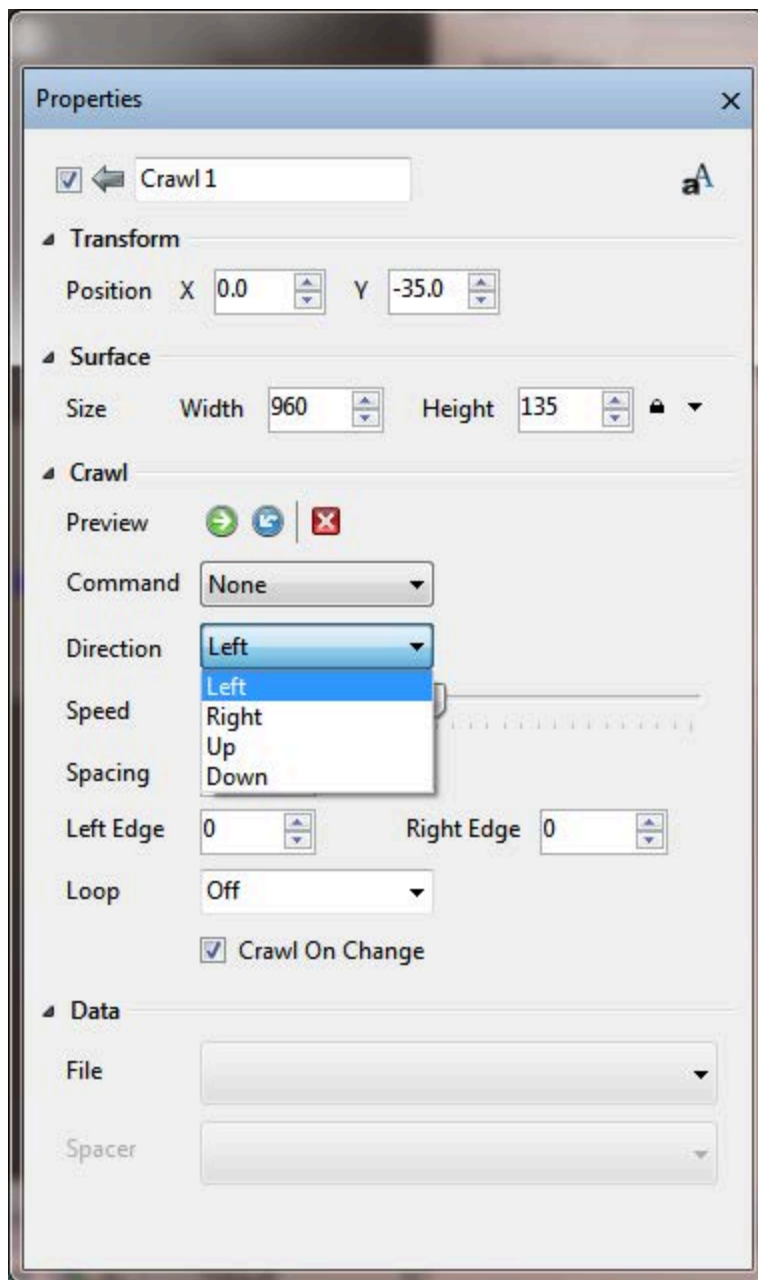 Properties
Crawl 1
aA
Transform
Position X 0.0 Y -35.0
Surface
Size Width 960 Height 135
Crawl
Preview
Command None
Direction Left
Left
Speed
Right
Up
Spacing
Down
Left Edge 0 Right Edge 0
Loop Off
Crawl On Change
Data
File
Spacer